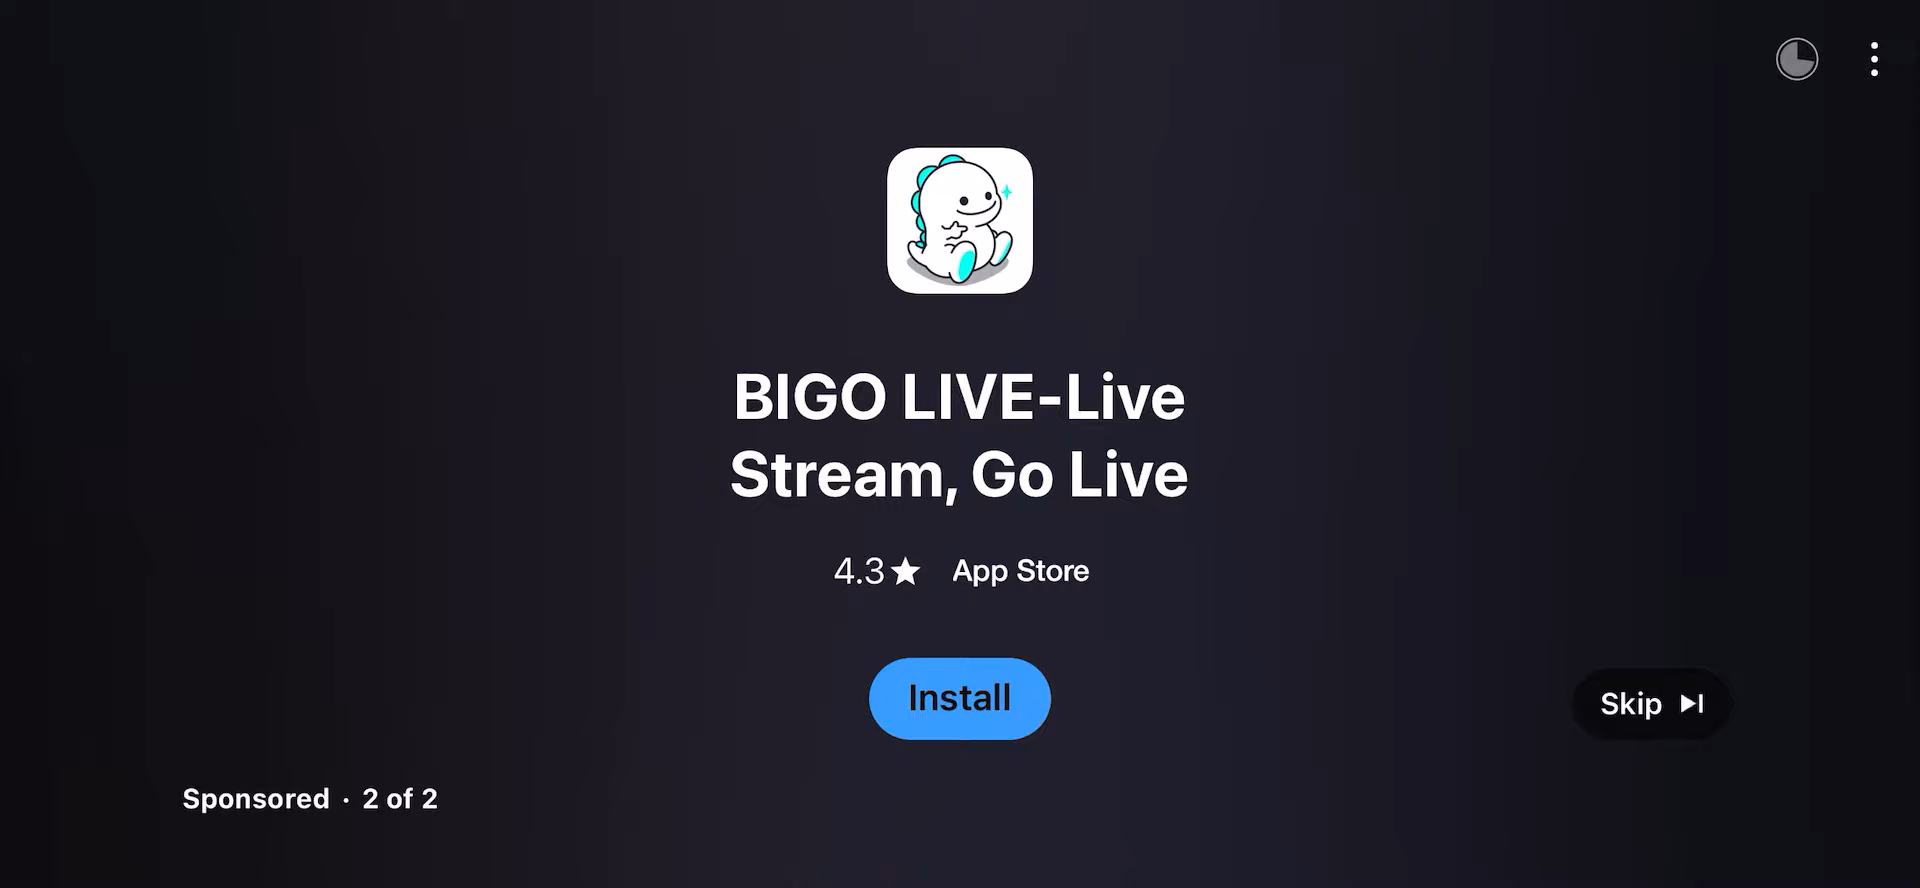 BIGO LIVE-Live
Stream, Go Live
4.3★ App Store
Install
Skip
Sponsored · 2 of 2